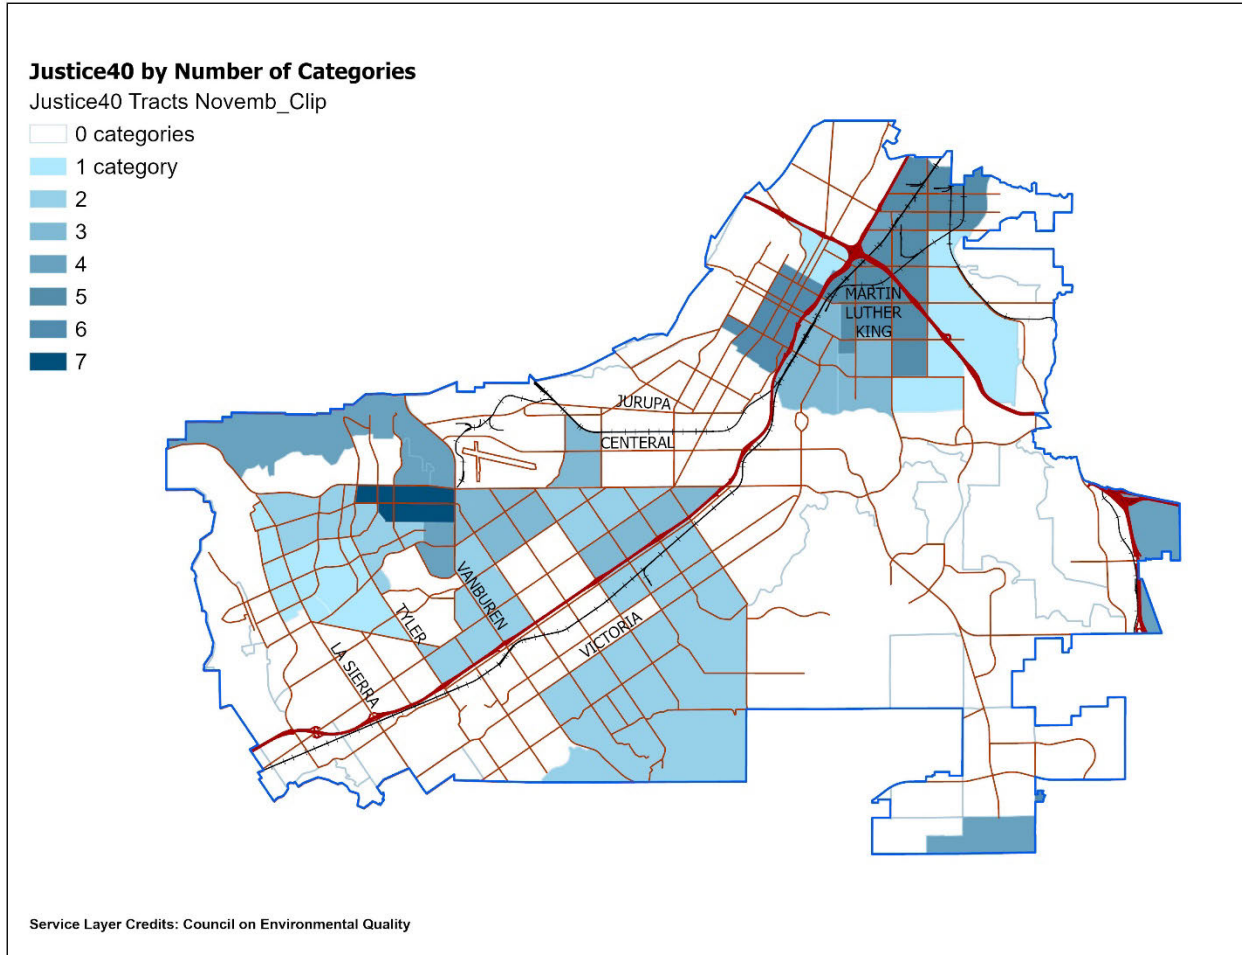 Justice40 by Number of Categories
Justice40 Tracts Novemb_Clip
0 categories
1 category
2
3
4
5
6
7
MARTIN
LUTHER
KING
JURUPA
CENTERAL
VANBUREN
TYLER
VICTORIA
LA SIERRA
Service Layer Credits: Council on Environmental Quality